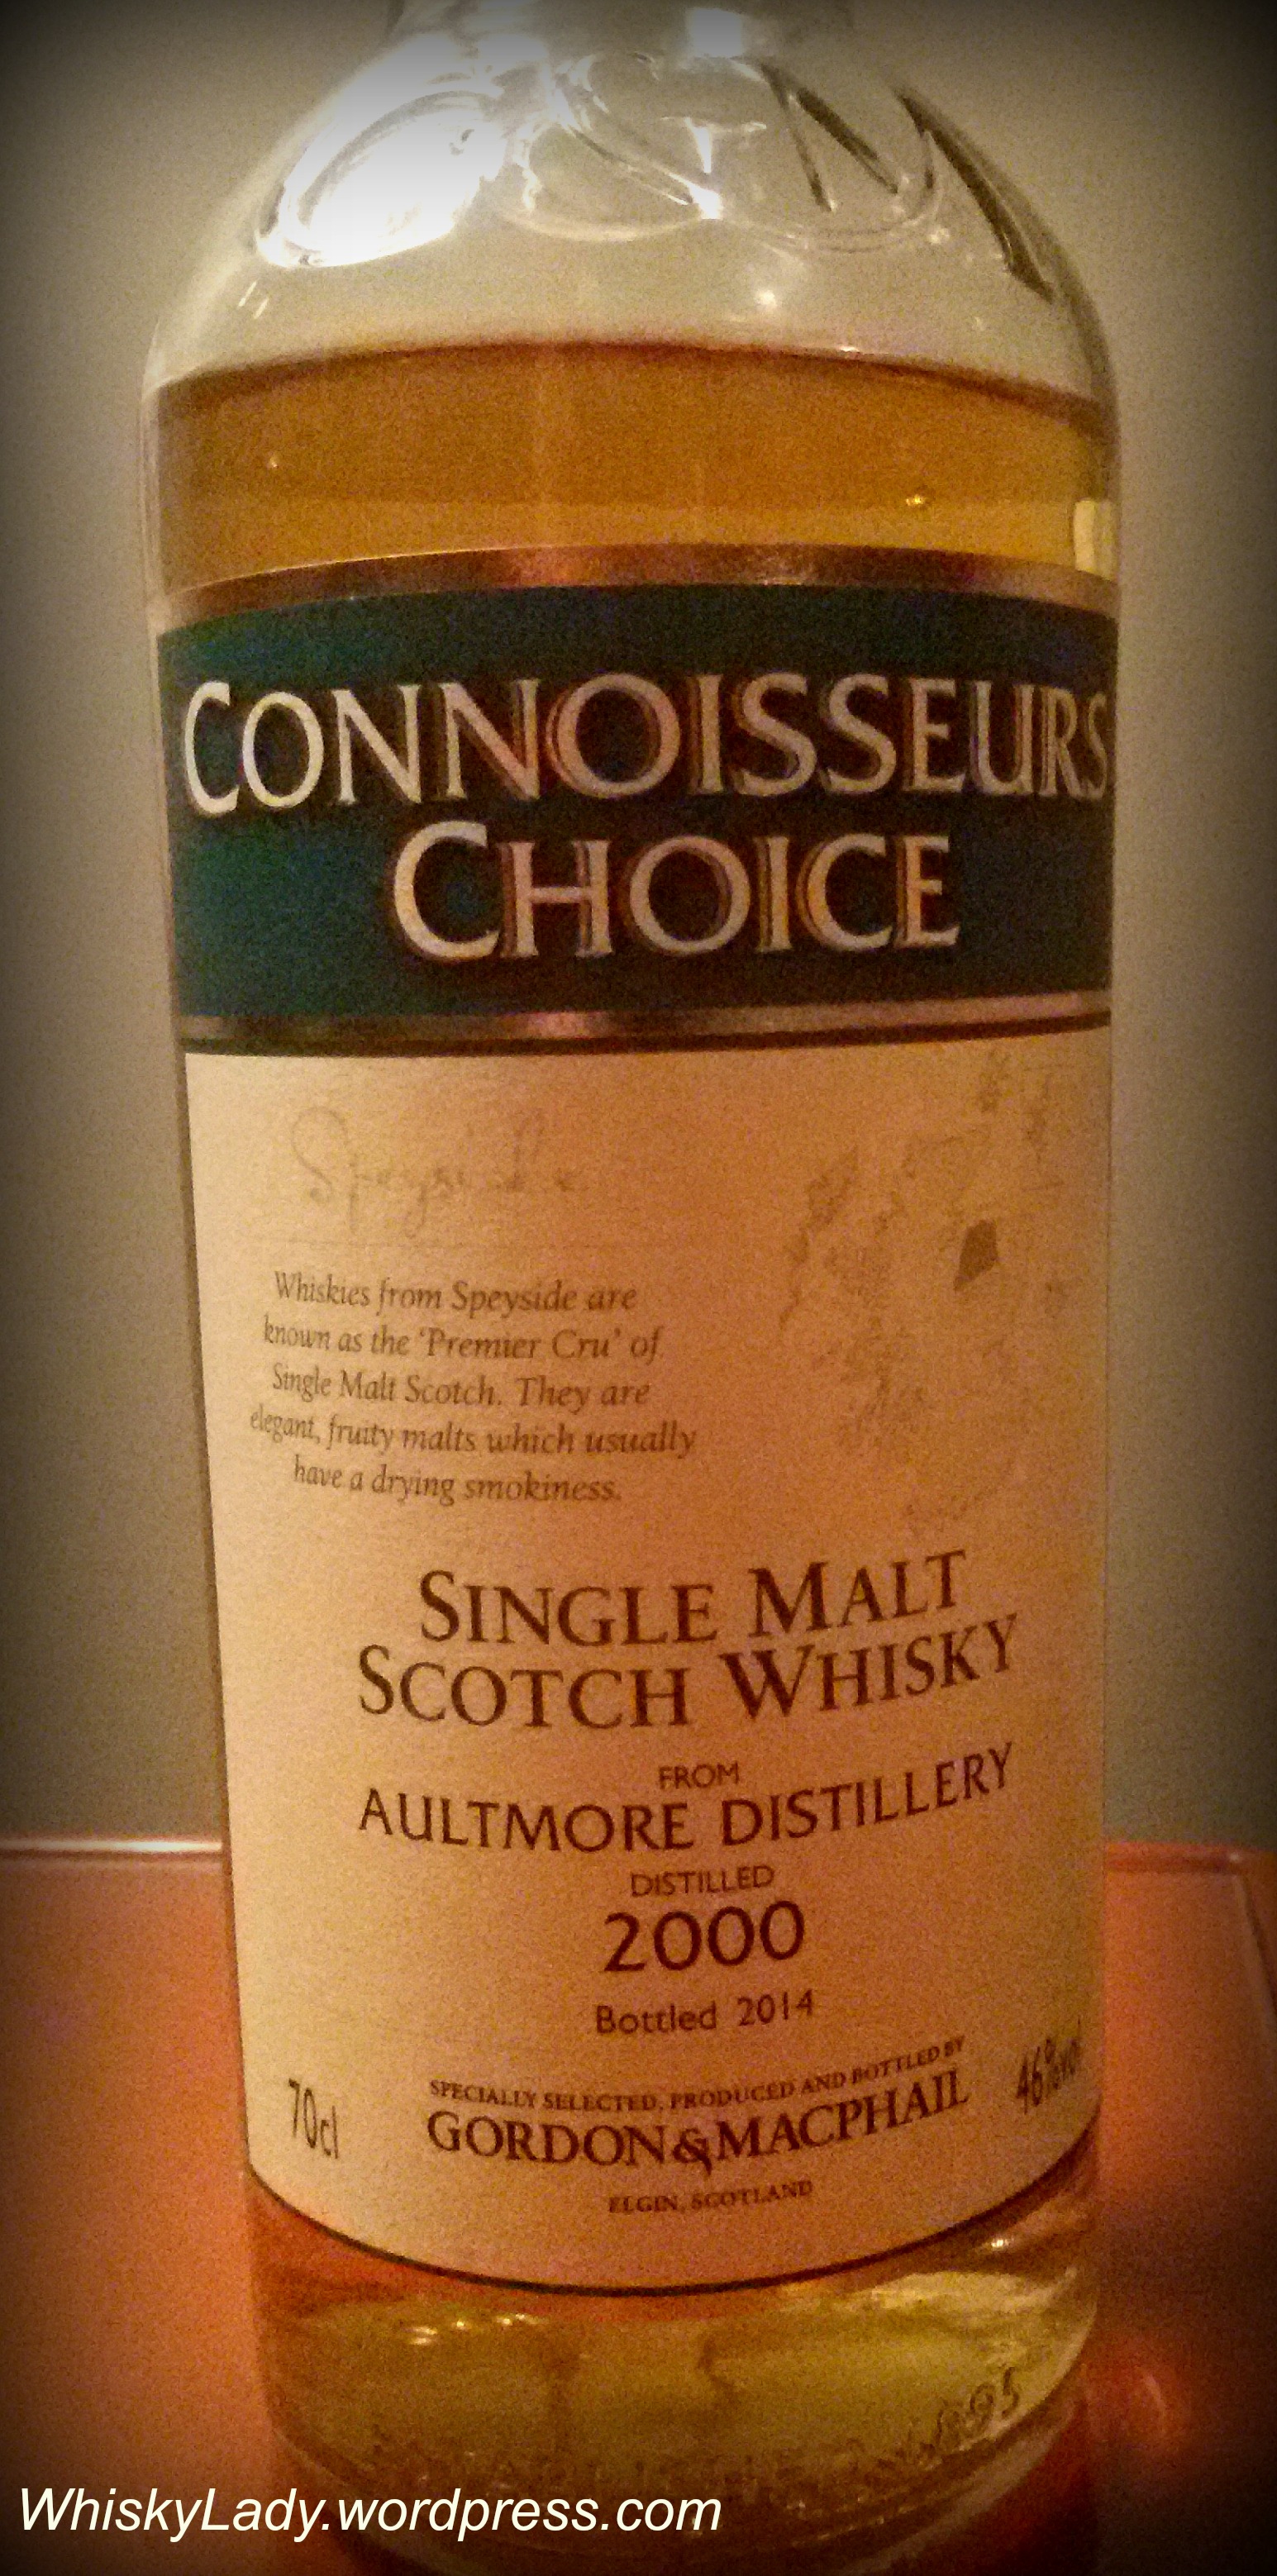 CONNOISSEURS
CHOICE
Speyside
Whiskies from Speyside are
known as the 'Premier Cru' of
Single Malt Scotch. They are
elegant, fruity malts which usually
have a drying smokiness.
SINGLE MALT
SCOTCH WHISKY
FROM
AULTMORE DISTILLERY
DISTILLED
2000
Bottled 2014
SPECIALLY SELECTED, PRODUCED AND BOTTLED BY
70cl GORDON & MACPHAIL 46%vol
ELGIN, SCOTLAND
WhiskyLady.wordpress.com